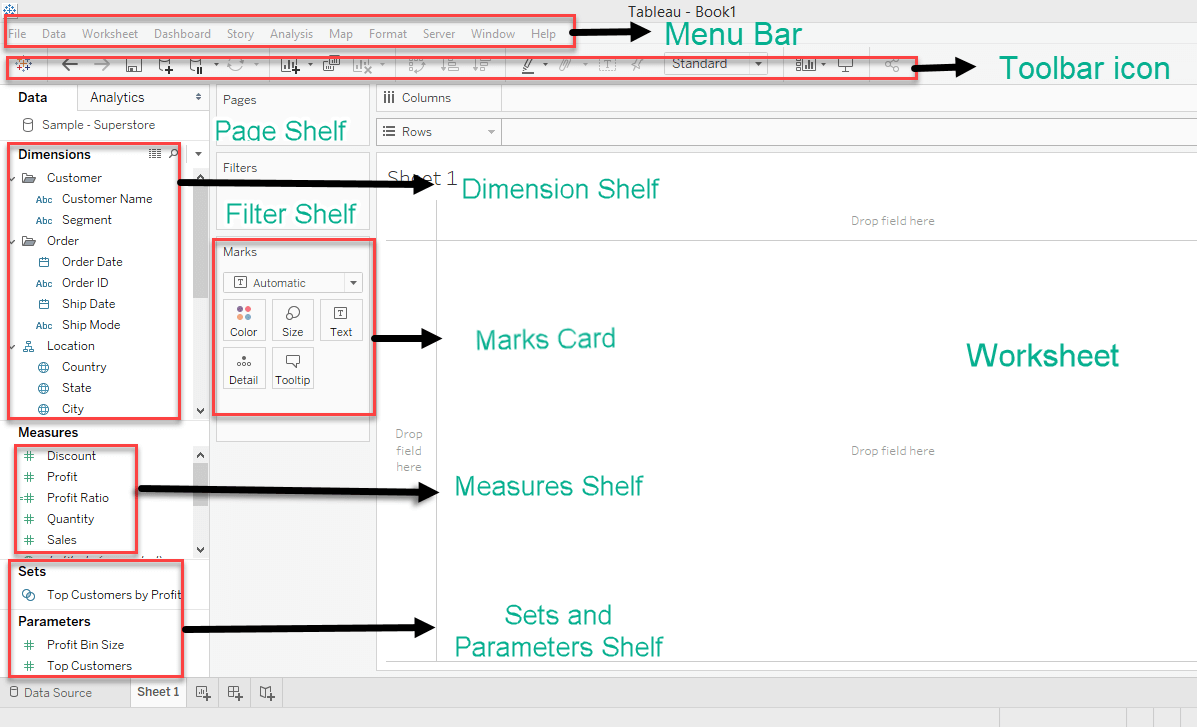 Tableau - Book1
File Data Worksheet Dashboard Story Analysis Map Format Server Window Help
Menu Bar
Standard
Toolbar icon
Data Analytics
Pages
Columns
Sample - Superstore
Page Shelf
Rows
Dimensions
Filters
Customer
Sheet 1
Dimension Shelf
Abc Customer Name
Filter Shelf
Abc Segment
Drop field here
Order
Marks
Order Date
Abc Order ID
Automatic
Ship Date
Abc Ship Mode
Color Size Text
Marks Card
Location
Worksheet
Country
Detail Tooltip
State
City
Measures
Drop
field
here
Drop field here
Discount
Profit
Measures Shelf
Profit Ratio
Quantity
Sales
Sets
Top Customers by Profit
Sets and
Parameters Shelf
Parameters
Profit Bin Size
Top Customers
Data Source Sheet 1